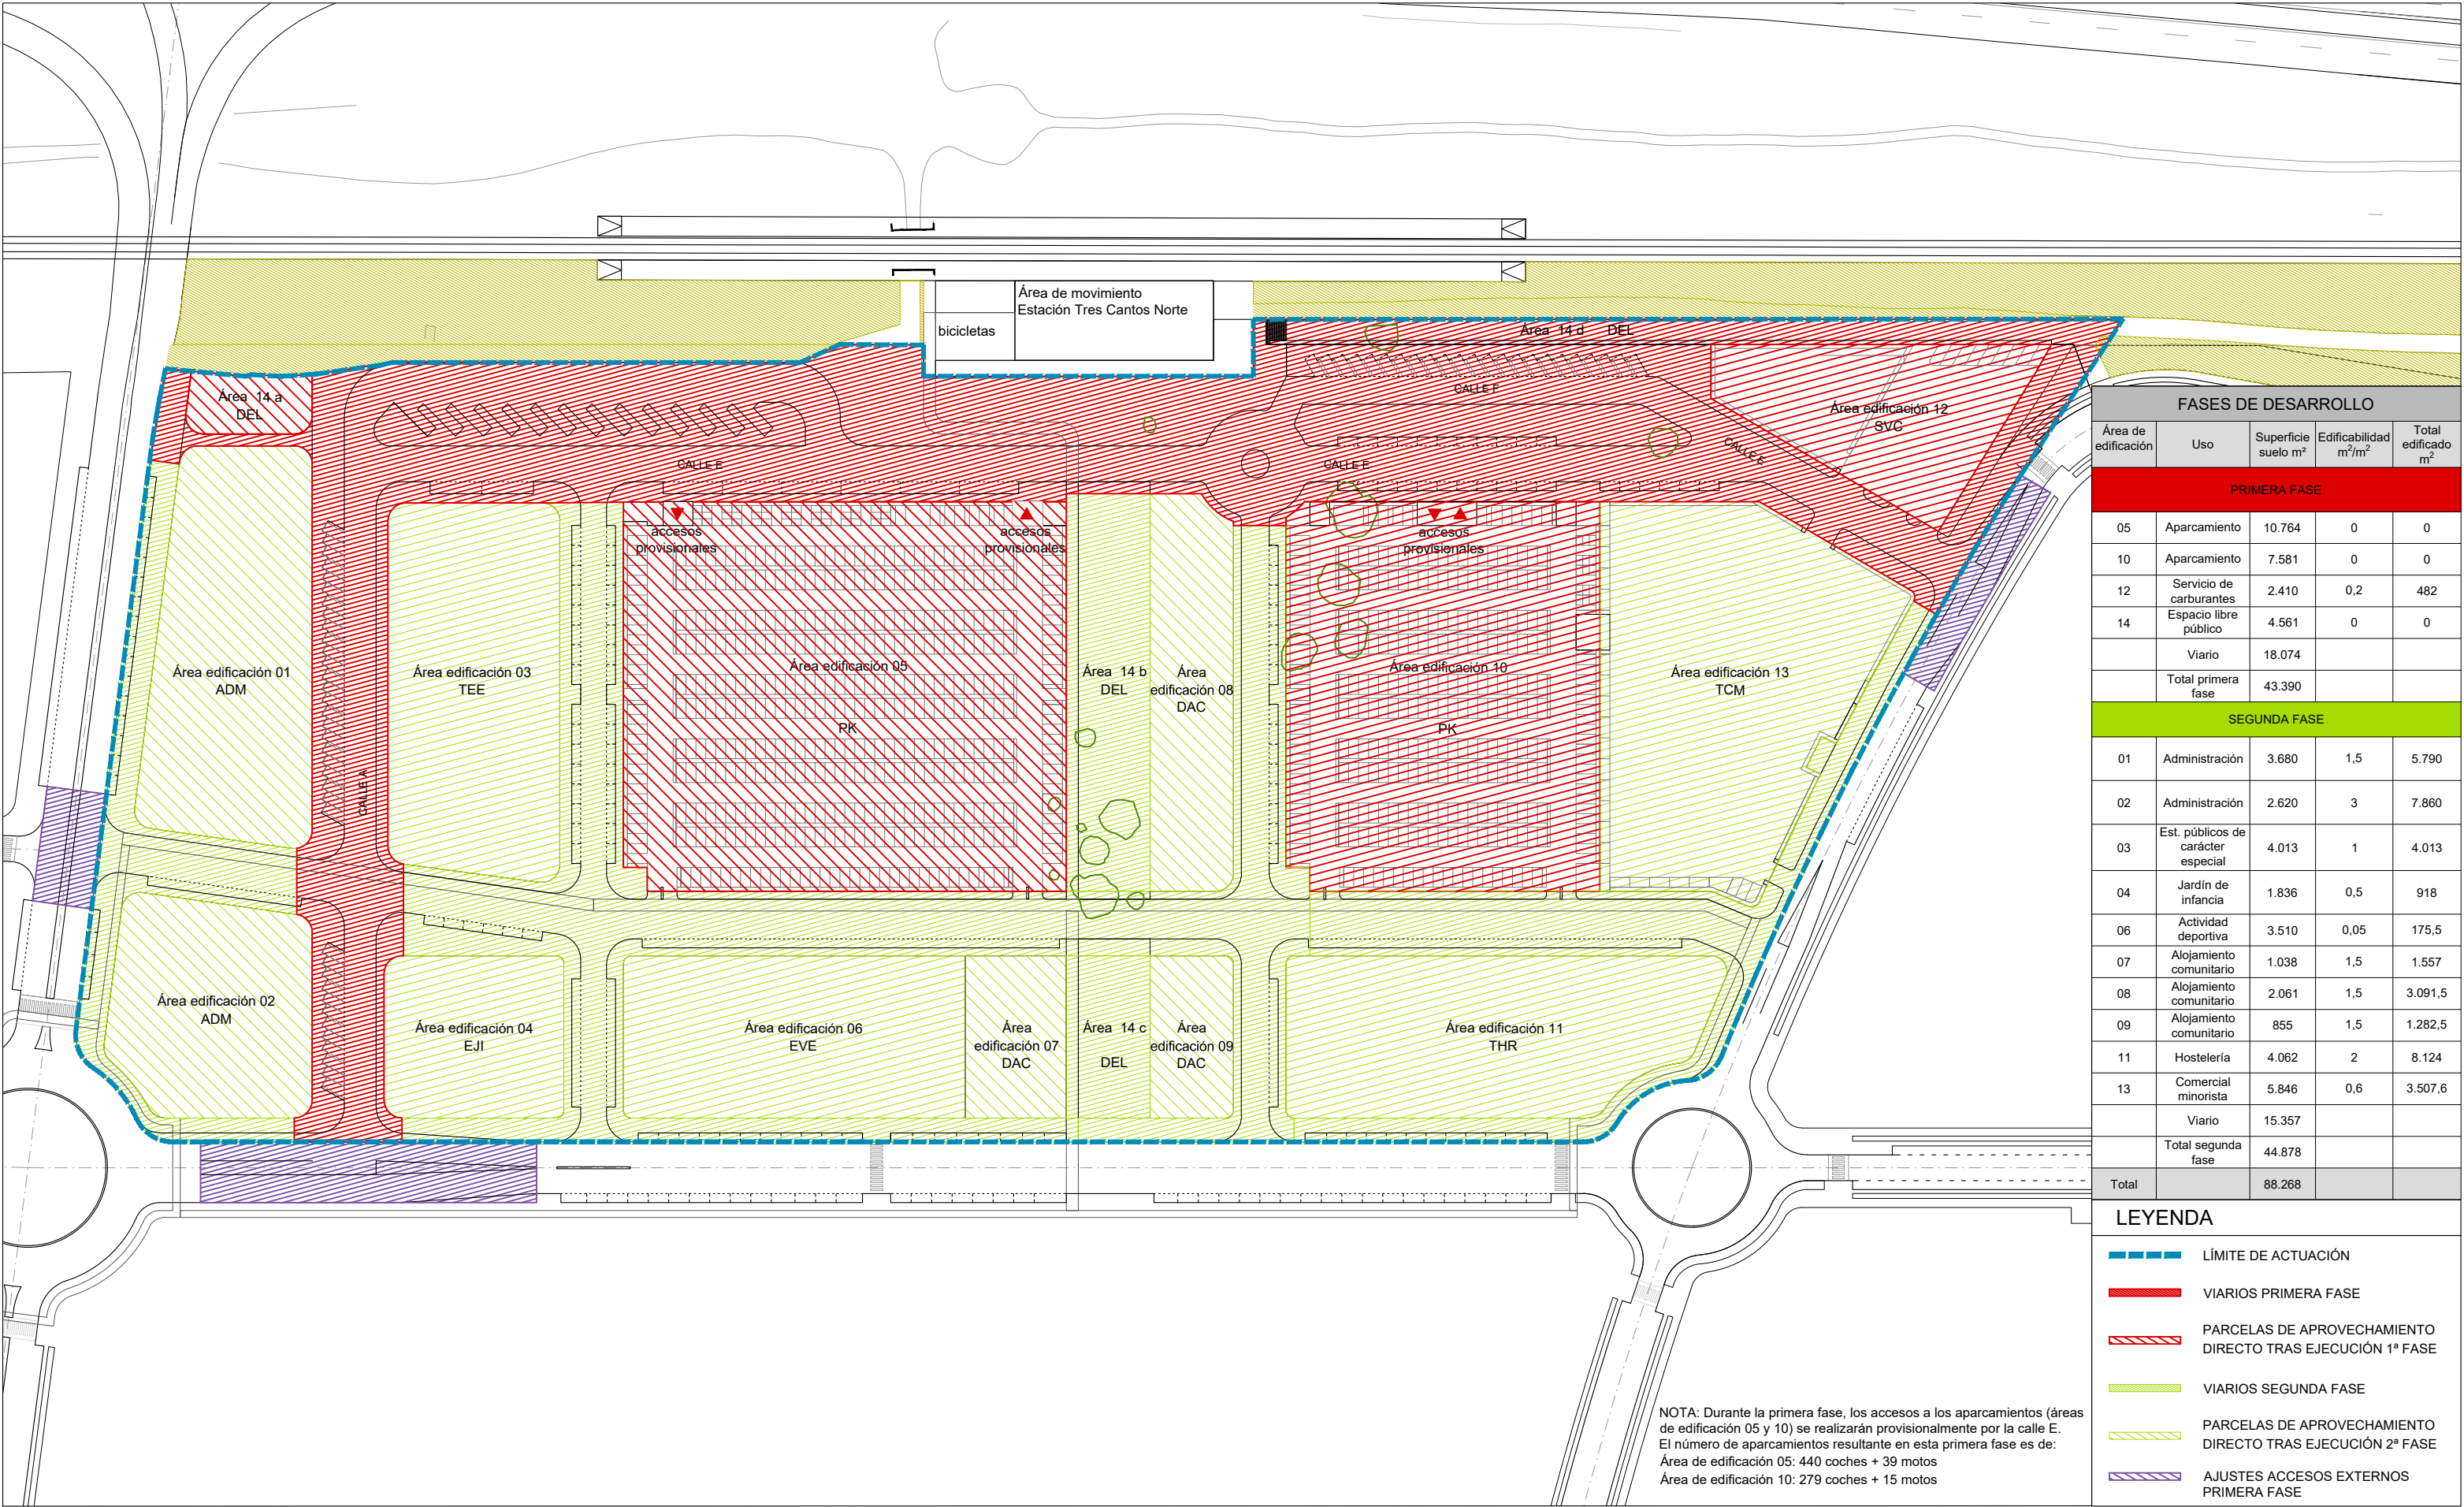 Área de movimiento
Estación Tres Cantos Norte
bicicletas
Área 14 d DEL
Área 14 a
DEL
CALLE F
Área edificación 12
SVC
CALLE E
CALLE E
CALLE E
accesos
provisionales
accesos
provisionales
accesos
provisionales
Área edificación 01
ADM
Área edificación 03
TEE
Área edificación 05
PK
Área 14 b
DEL
Área
edificación 08
DAC
Área edificación 10
PK
Área edificación 13
TCM
CALLE A
Área edificación 02
ADM
Área edificación 04
EJI
Área edificación 06
EVE
Área
edificación 07
DAC
Área 14 c
DEL
Área
edificación 09
DAC
Área edificación 11
THR
NOTA: Durante la primera fase, los accesos a los aparcamientos (áreas
de edificación 05 y 10) se realizarán provisionalmente por la calle E.
El número de aparcamientos resultante en esta primera fase es de:
Área de edificación 05: 440 coches + 39 motos
Área de edificación 10: 279 coches + 15 motos
FASES DE DESARROLLO
Área de edificación Uso Superficie suelo m² Edificabilidad m²/m² Total edificado m²
PRIMERA FASE
05 Aparcamiento 10.764 0 0
10 Aparcamiento 7.581 0 0
12 Servicio de carburantes 2.410 0,2 482
14 Espacio libre público 4.561 0 0
Viario 18.074
Total primera fase 43.390
SEGUNDA FASE
01 Administración 3.680 1,5 5.790
02 Administración 2.620 3 7.860
03 Est. públicos de carácter especial 4.013 1 4.013
04 Jardín de infancia 1.836 0,5 918
06 Actividad deportiva 3.510 0,05 175,5
07 Alojamiento comunitario 1.038 1,5 1.557
08 Alojamiento comunitario 2.061 1,5 3.091,5
09 Alojamiento comunitario 855 1,5 1.282,5
11 Hostelería 4.062 2 8.124
13 Comercial minorista 5.846 0,6 3.507,6
Viario 15.357
Total segunda fase 44.878
Total 88.268
LEYENDA
LÍMITE DE ACTUACIÓN
VIARIOS PRIMERA FASE
PARCELAS DE APROVECHAMIENTO
DIRECTO TRAS EJECUCIÓN 1ª FASE
VIARIOS SEGUNDA FASE
PARCELAS DE APROVECHAMIENTO
DIRECTO TRAS EJECUCIÓN 2ª FASE
AJUSTES ACCESOS EXTERNOS
PRIMERA FASE